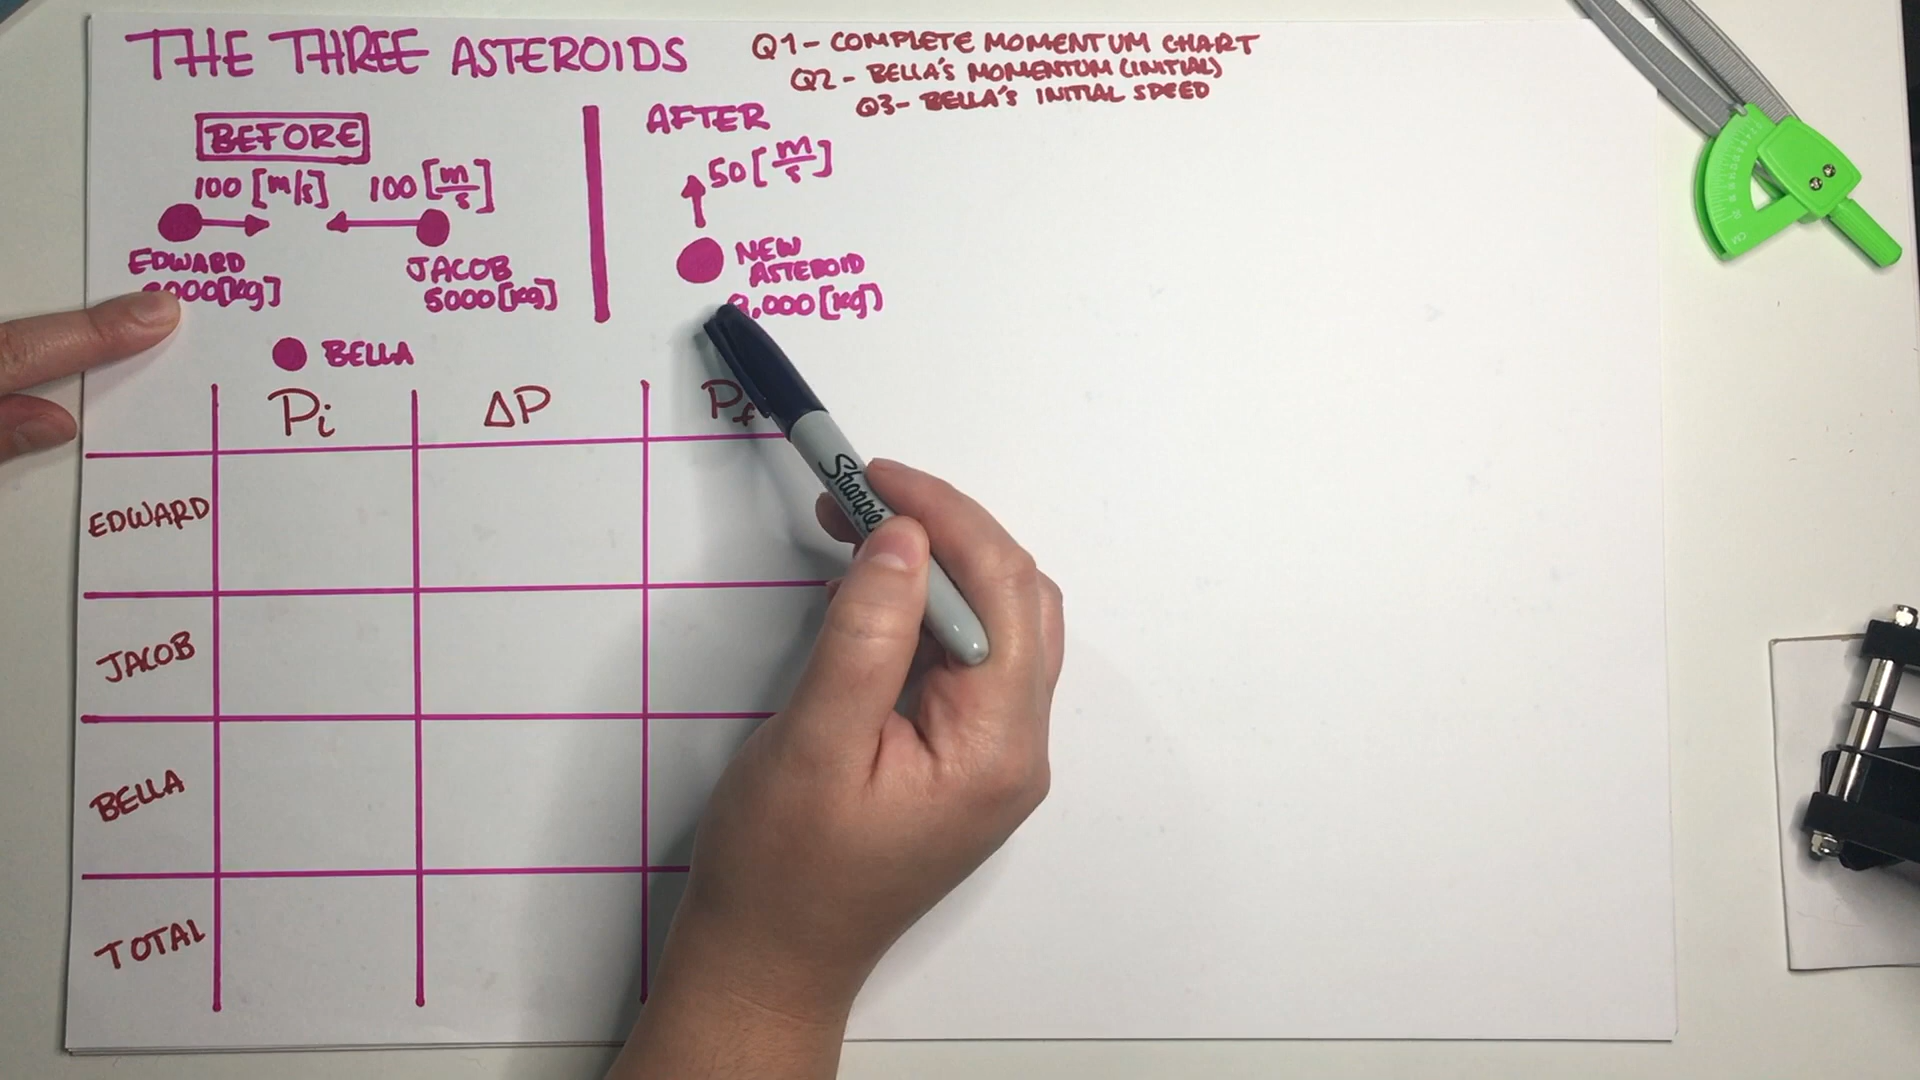 THE THREE ASTEROIDS
Q1- COMPLETE MOMENTUM CHART
Q2- BELLA'S MOMENTUM (INITIAL)
Q3- BELLA'S INITIAL SPEED
BEFORE
100 [m/s] 100 [m/s]
EDWARD
JACOB
5000[kg]
BELLA
AFTER
50 [m/s]
NEW
ASTEROID
Pi ΔP Pf
EDWARD
JACOB
BELLA
TOTAL
Sharpie